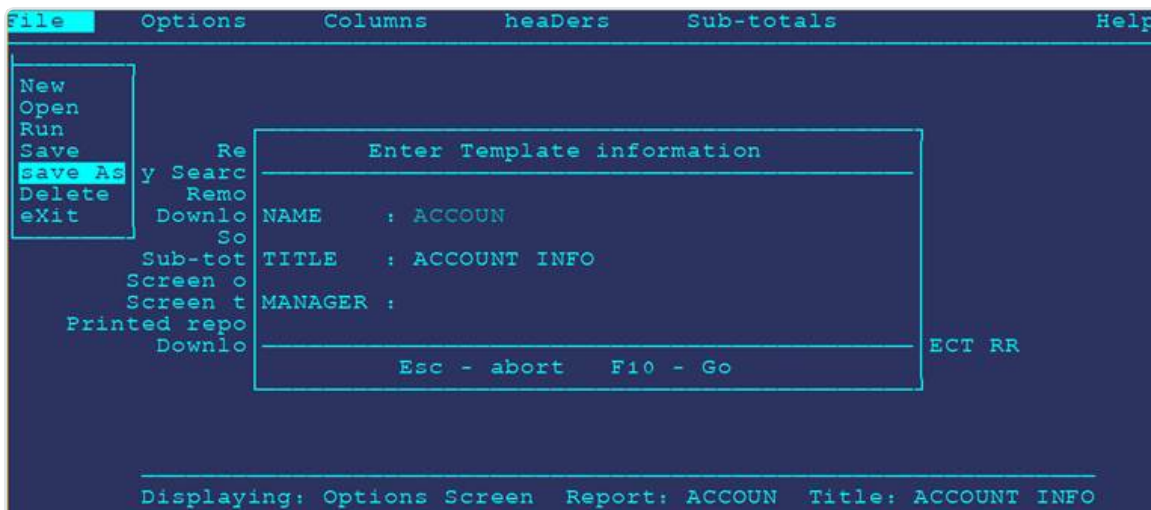 File Options Columns heaDers Sub-totals Help
New
Open
Run
Save Re Enter Template information
save As y Searc
Delete Remo
eXit Downlo NAME : ACCOUN
So
Sub-tot TITLE : ACCOUNT INFO
Screen o
Screen t MANAGER :
Printed repo
Downlo ECT RR
Esc - abort F10 - Go
Displaying: Options Screen Report: ACCOUN Title: ACCOUNT INFO